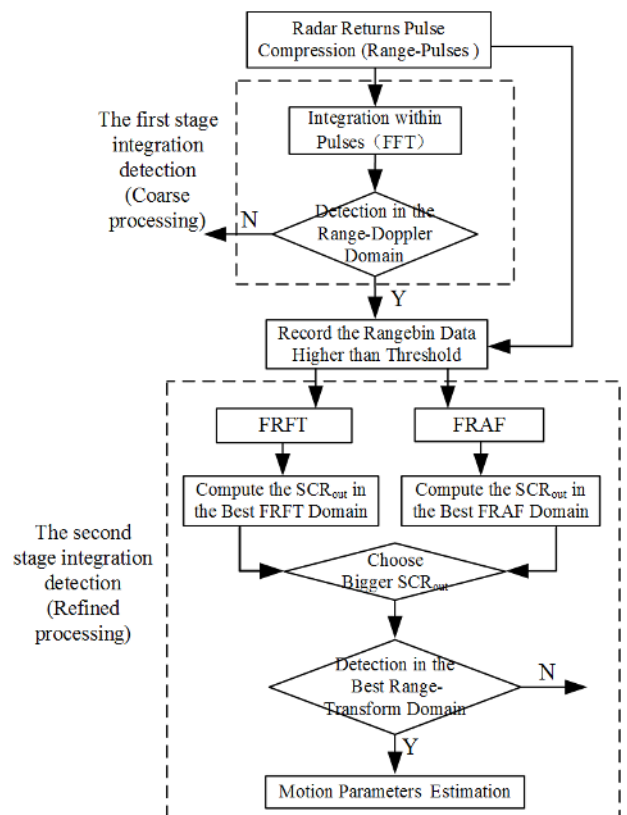 Radar Returns Pulse
Compression (Range-Pulses )
The first stage
integration
detection
(Coarse
processing)
Integration within
Pulses（FFT）
N
Detection in the
Range-Doppler
Domain
Y
Record the Rangebin Data
Higher than Threshold
FRFT
FRAF
Compute the SCRout in
the Best FRFT Domain
Compute the SCRout in
the Best FRAF Domain
The second
stage integration
detection
(Refined
processing)
Choose
Bigger SCRout
Detection in the
Best Range-
Transform Domain
N
Y
Motion Parameters Estimation